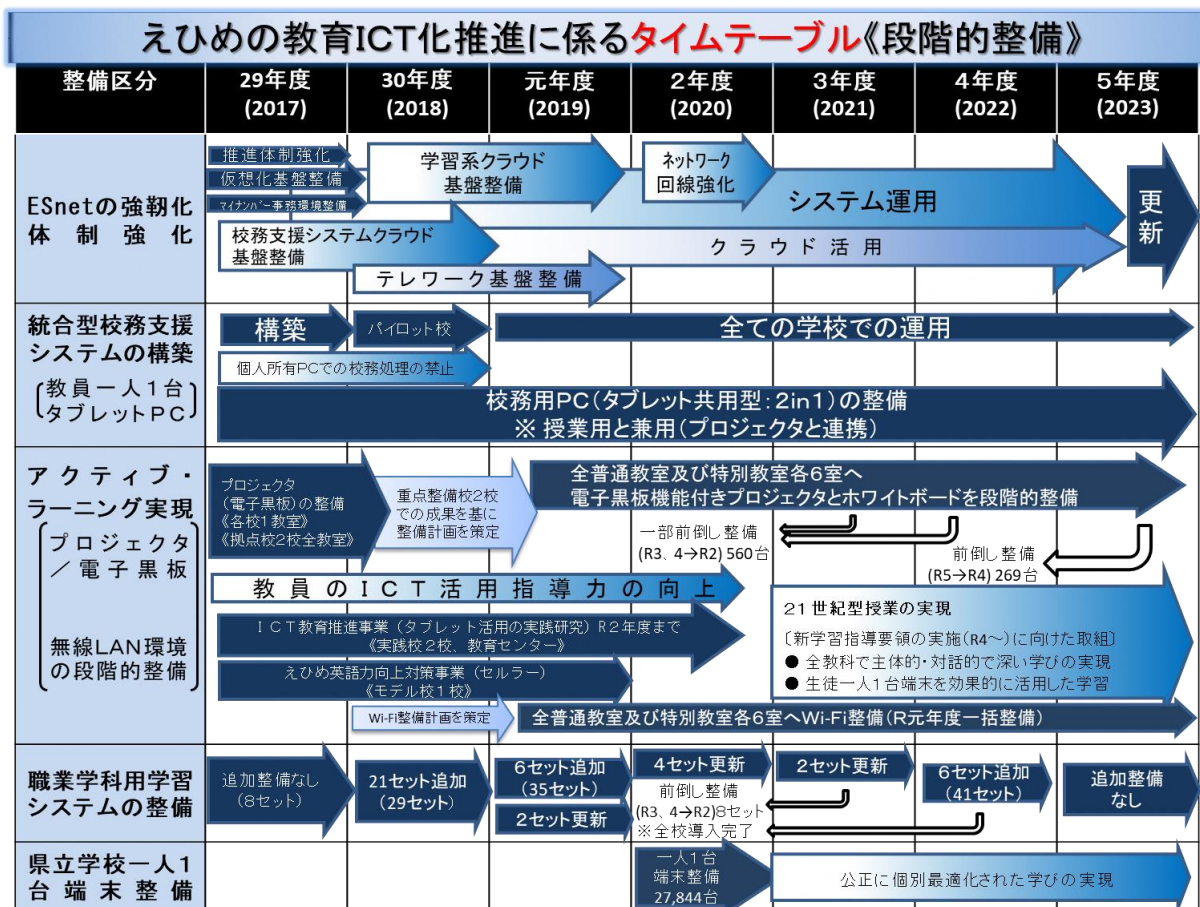 えひめの教育ICT化推進に係るタイムテーブル《段階的整備》
整備区分
29年度
(2017)
30年度
(2018)
元年度
(2019)
２年度
(2020)
３年度
(2021)
４年度
(2022)
５年度
(2023)
ESnetの強靭化
体制強化
推進体制強化
仮想化基盤整備
マイナンバー事務環境整備
学習系クラウド
基盤整備
ネットワーク
回線強化
システム運用
更新
校務支援システムクラウド
基盤整備
クラウド活用
テレワーク基盤整備
統合型校務支援
システムの構築
教員一人1台
タブレットＰＣ
構築
パイロット校
全ての学校での運用
個人所有PCでの校務処理の禁止
校務用PC（タブレット共用型：2in1）の整備
※ 授業用と兼用（プロジェクタと連携）
アクティブ・
ラーニング実現
プロジェクタ
／電子黒板
無線LAN環境
の段階的整備
プロジェクタ
（電子黒板）の整備
《各校1教室》
《拠点校2校全教室》
重点整備校2校
での成果を基に
整備計画を策定
全普通教室及び特別教室各6室へ
電子黒板機能付きプロジェクタとホワイトボードを段階的整備
一部前倒し整備
(R3、4→R2) 560台
前倒し整備
(R5→R4) 269台
教員のＩＣＴ活用指導力の向上
ＩＣＴ教育推進事業（タブレット活用の実践研究）Ｒ２年度まで
《実践校２校、教育センター》
えひめ英語力向上対策事業（セルラー）
《モデル校１校》
21世紀型授業の実現
〔新学習指導要領の実施(R4～)に向けた取組〕
● 全教科で主体的・対話的で深い学びの実現
● 生徒一人1台端末を効果的に活用した学習
Wi-Fi整備計画を策定
全普通教室及び特別教室各6室へWi-Fi整備（R元年度一括整備）
職業学科用学習
システムの整備
追加整備なし
（8セット）
21セット追加
（29セット）
6セット追加
（35セット）
２セット更新
4セット更新
前倒し整備
(R3、4→R2)8セット
※全校導入完了
２セット更新
6セット追加
（41セット）
追加整備
なし
県立学校一人1
台端末整備
一人1台
端末整備
27,844台
公正に個別最適化された学びの実現